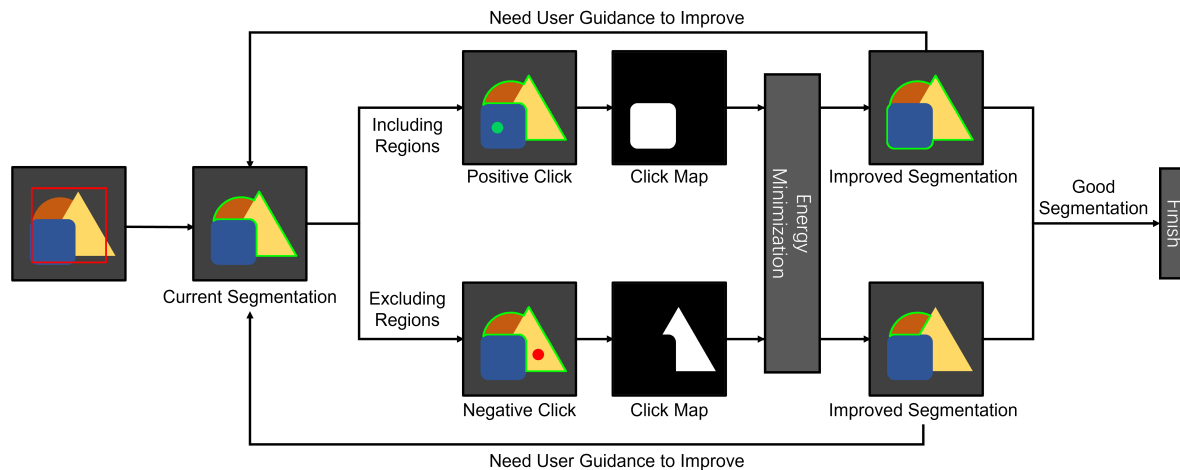 Need User Guidance to Improve
Including
Regions
Positive Click
Click Map
Energy
Minimization
Improved Segmentation
Good
Segmentation
Finish
Current Segmentation
Excluding
Regions
Negative Click
Click Map
Improved Segmentation
Need User Guidance to Improve